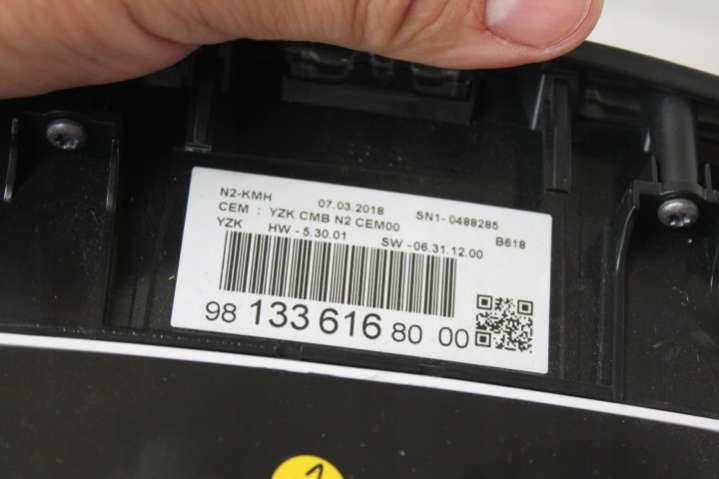 N2-KMH 07.03.2018 SN1- 0488285
CEM : YZK CMB N2 CEM00 B618
YZK HW -5.30.01 SW -06.31.12.00
98 133 616 80 00